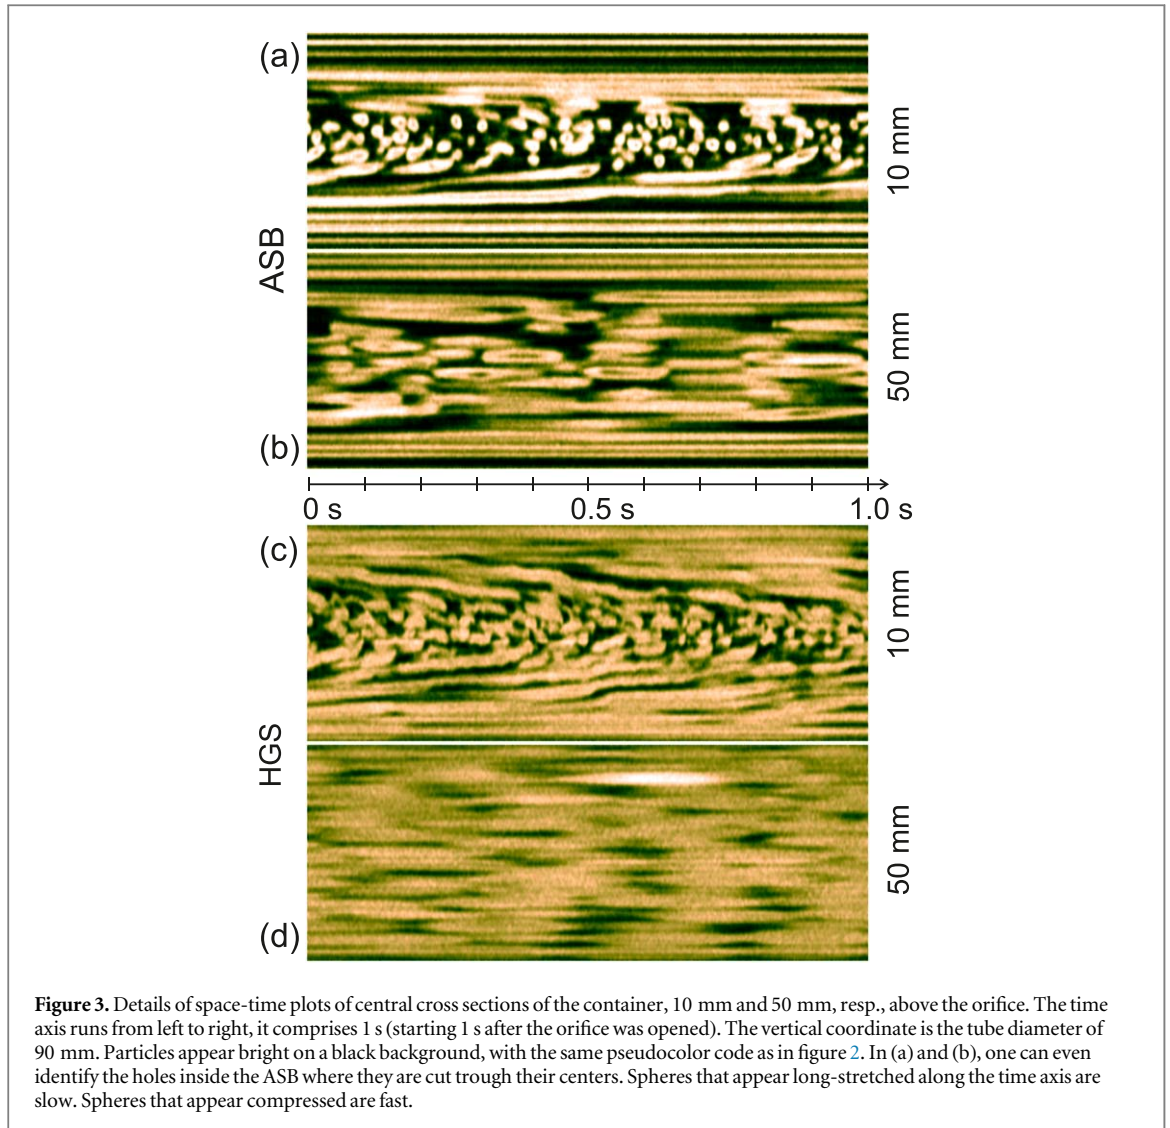 (a)
10 mm
ASB
50 mm
(b)
0 s 0.5 s 1.0 s
(c)
10 mm
HGS
50 mm
(d)
Figure 3. Details of space-time plots of central cross sections of the container, 10 mm and 50 mm, resp., above the orifice. The time
axis runs from left to right, it comprises 1 s (starting 1 s after the orifice was opened). The vertical coordinate is the tube diameter of
90 mm. Particles appear bright on a black background, with the same pseudocolor code as in figure 2. In (a) and (b), one can even
identify the holes inside the ASB where they are cut trough their centers. Spheres that appear long-stretched along the time axis are
slow. Spheres that appear compressed are fast.